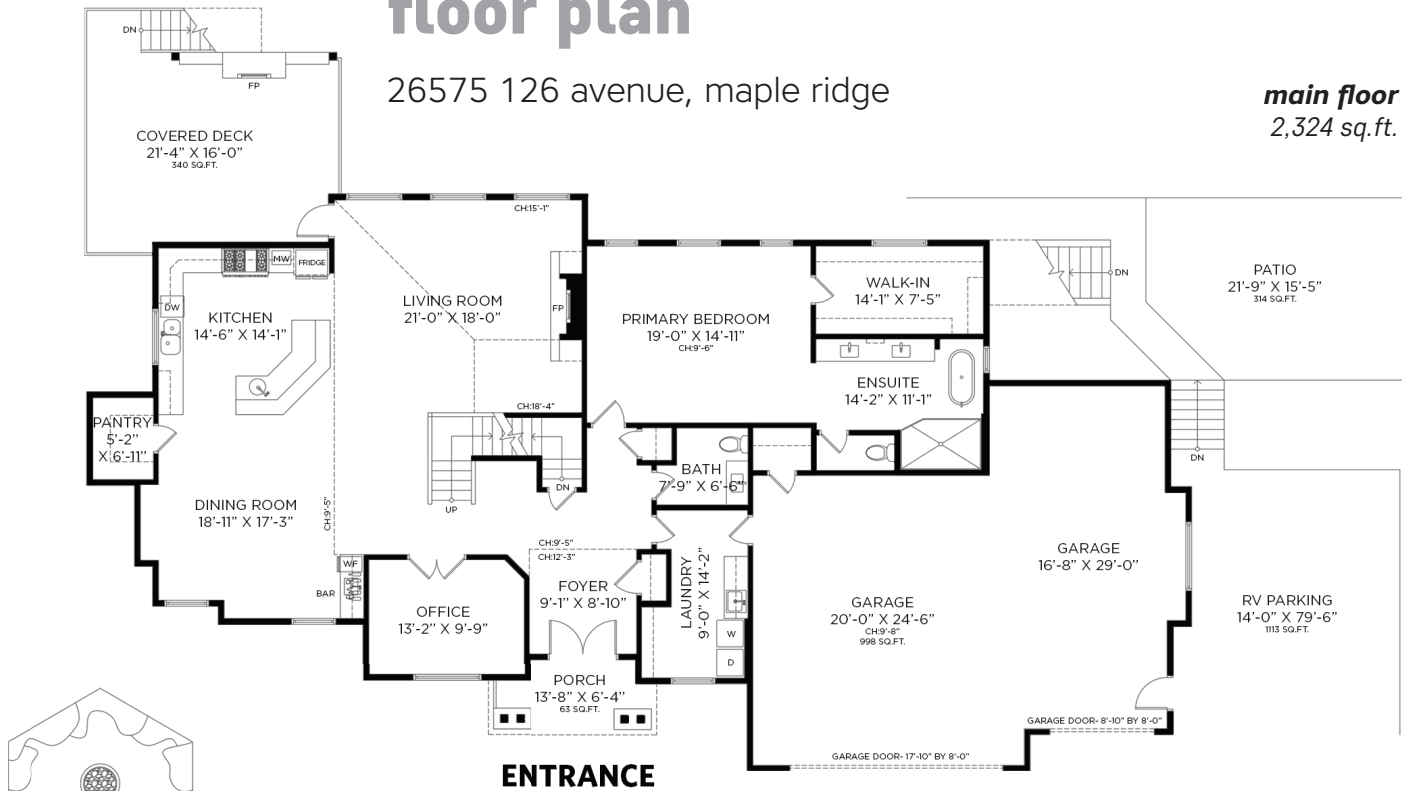 floor plan
26575 126 avenue, maple ridge
main floor
2,324 sq.ft.
DN
FP
COVERED DECK
21'-4" X 16'-0"
340 SQ.FT.
CH:15'-1"
MW
FRIDGE
DW
KITCHEN
14'-6" X 14'-1"
LIVING ROOM
21'-0" X 18'-0"
FP
CH:18'-4"
PRIMARY BEDROOM
19'-0" X 14'-11"
CH:9'-6"
WALK-IN
14'-1" X 7'-5"
ENSUITE
14'-2" X 11'-1"
DN
PATIO
21'-9" X 15'-5"
314 SQ.FT.
DN
PANTRY
5'-2"
X 6'-11"
DINING ROOM
18'-11" X 17'-3"
CH:9'-5"
UP
DN
BATH
7'-9" X 6'-6"
CH:9'-5"
CH:12'-3"
WF
BAR
BAR
OFFICE
13'-2" X 9'-9"
FOYER
9'-1" X 8'-10"
LAUNDRY
9'-0" X 14'-2"
W
D
PORCH
13'-8" X 6'-4"
63 SQ.FT.
GARAGE
20'-0" X 24'-6"
CH:9'-8"
998 SQ.FT.
GARAGE
16'-8" X 29'-0"
RV PARKING
14'-0" X 79'-6"
1113 SQ.FT.
GARAGE DOOR- 8'-10" BY 8'-0"
GARAGE DOOR- 17'-10" BY 8'-0"
ENTRANCE